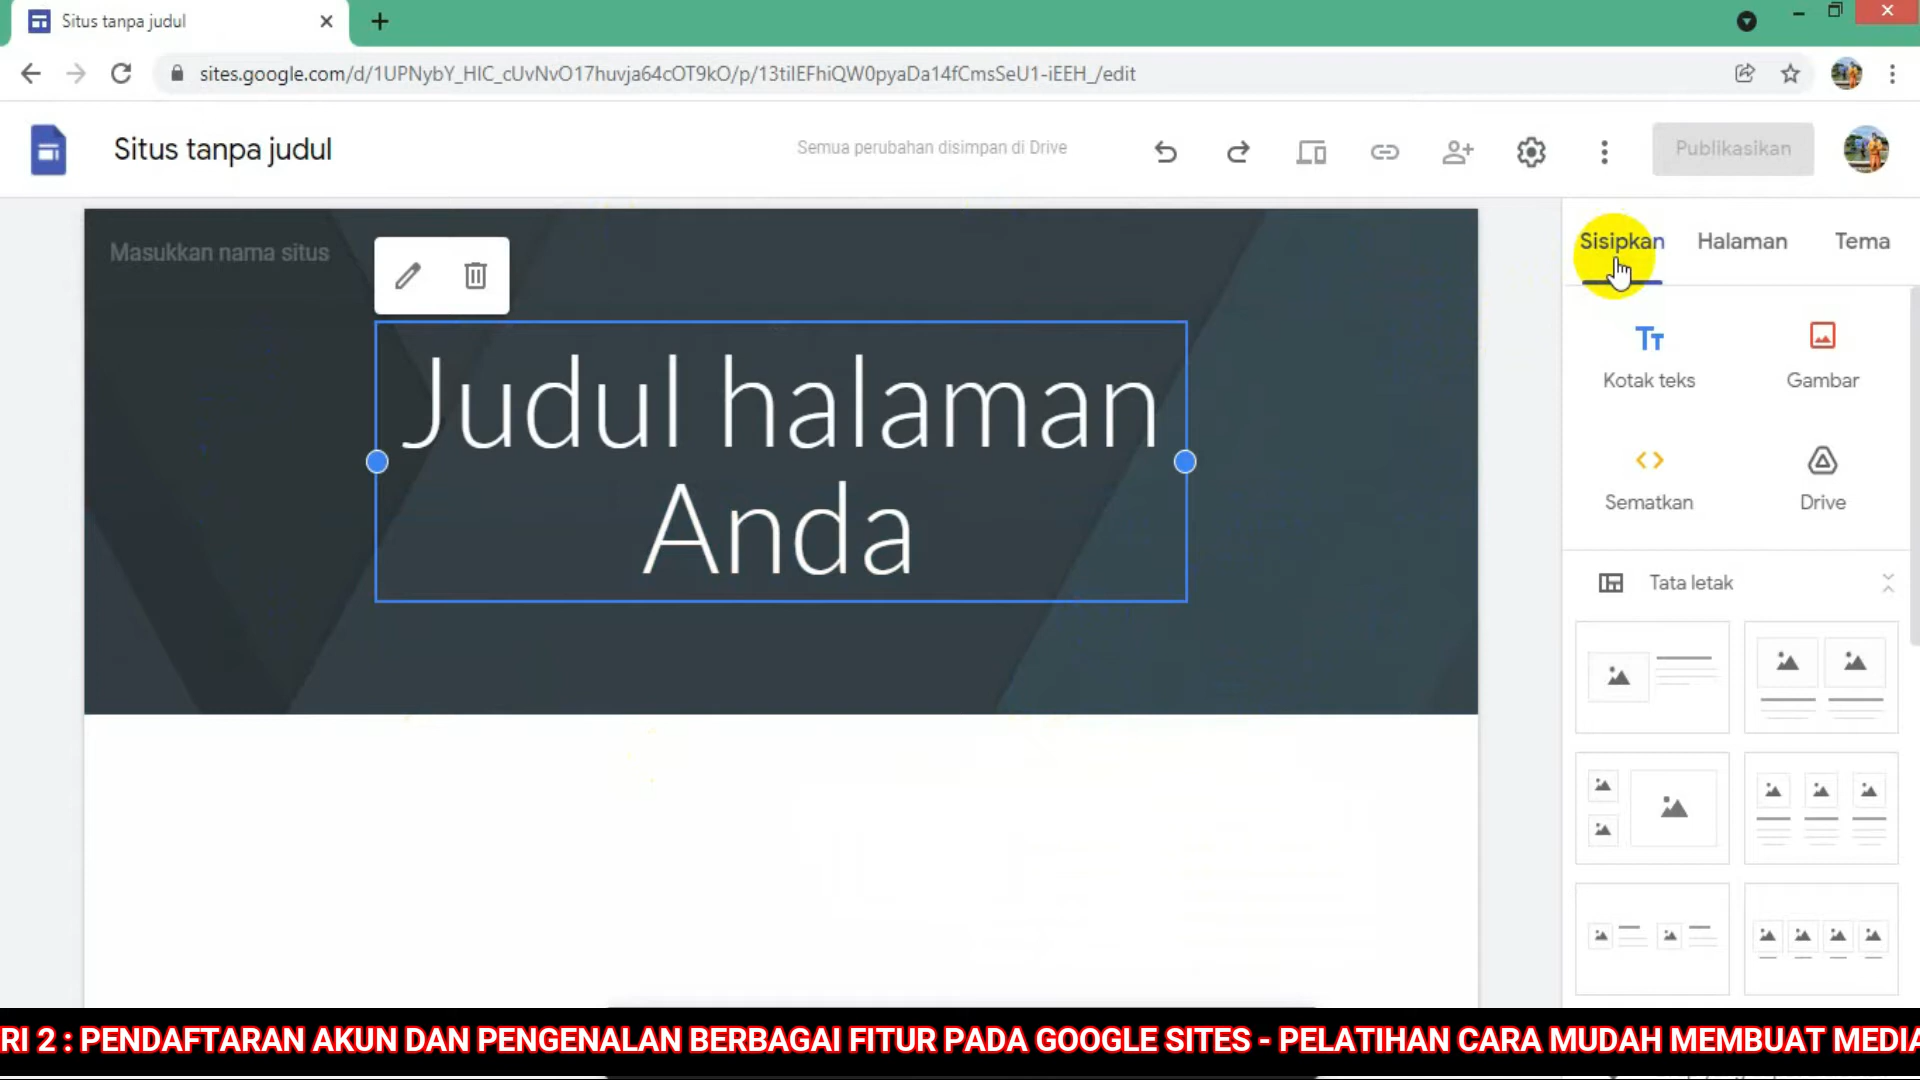 Situs tanpa judul
sites.google.com/d/1UPNybY_HIC_cUvNvO17huvja64cOT9kO/p/13tiIEFhiQW0pyaDa14fCmsSeU1-iEEH_/edit
Situs tanpa judul
Semua perubahan disimpan di Drive
Publikasikan
Masukkan nama situs
Judul halaman
Anda
Sisipkan
Halaman
Tema
Kotak teks
Gambar
Sematkan
Drive
Tata letak
RI 2 : PENDAFTARAN AKUN DAN PENGENALAN BERBAGAI FITUR PADA GOOGLE SITES - PELATIHAN CARA MUDAH MEMBUAT MEDIA